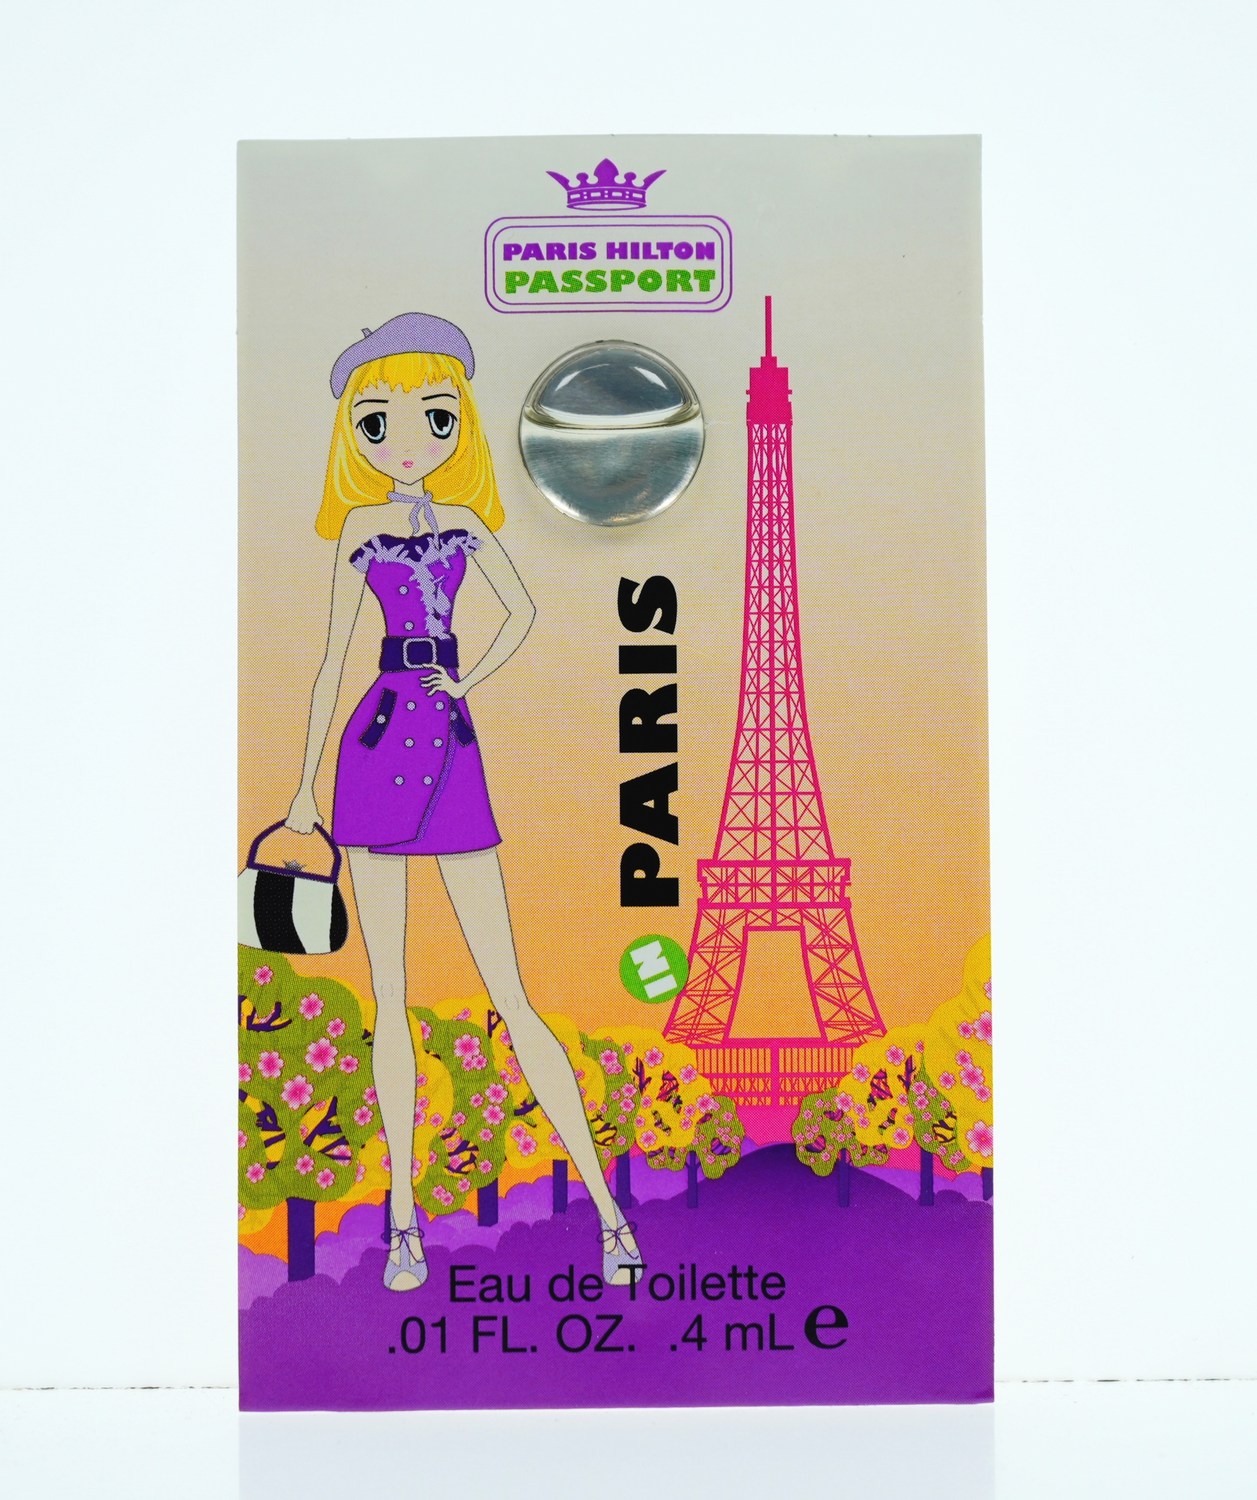 PARIS HILTON
PASSPORT
IN PARIS
Eau de Toilette
.01 FL. OZ. .4 mL e